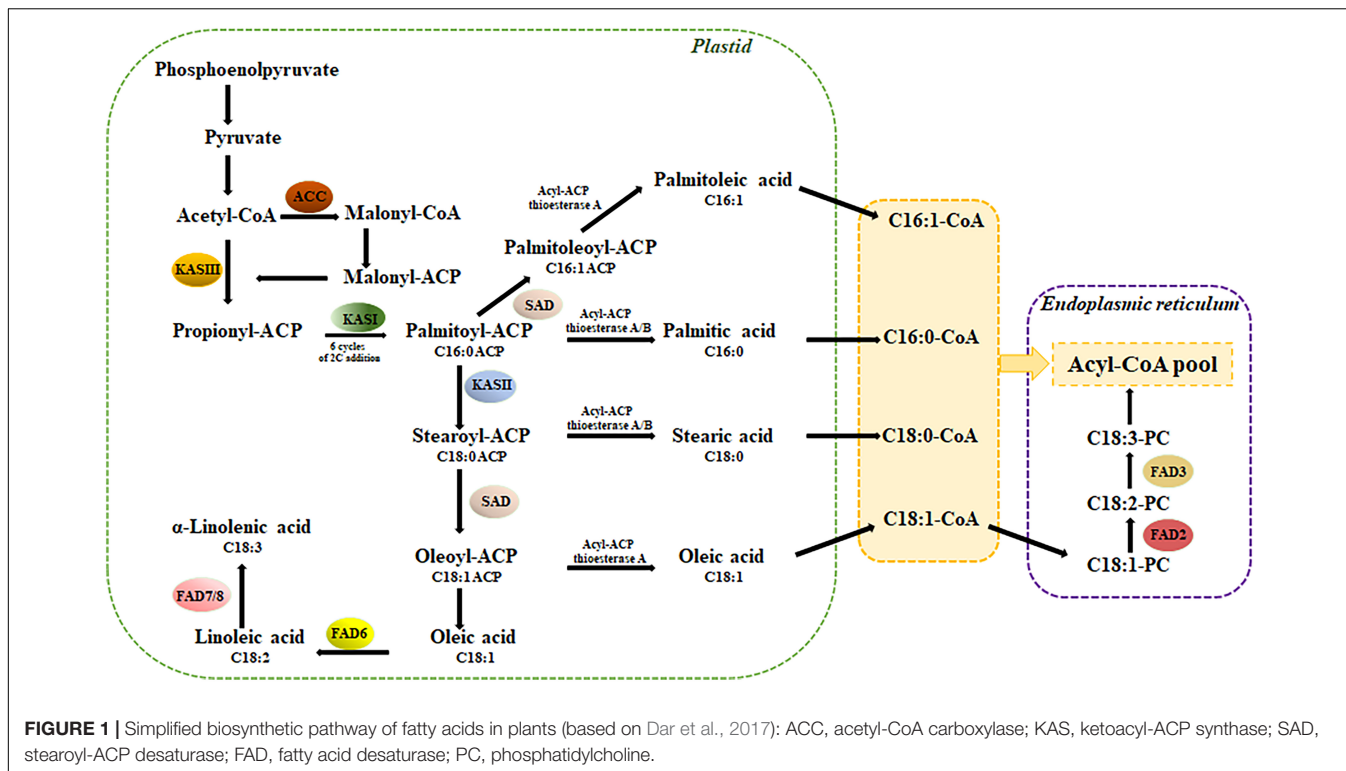 Plastid
Phosphoenolpyruvate
Pyruvate
Acetyl-CoA
ACC
Malonyl-CoA
KASIII
Malonyl-ACP
Propionyl-ACP
KASI
6 cycles
of 2C addition
Palmitoyl-ACP
C16:0ACP
SAD
Palmitoleoyl-ACP
C16:1ACP
Acyl-ACP
thioesterase A
Palmitoleic acid
C16:1
Acyl-ACP
thioesterase A/B
Palmitic acid
C16:0
KASII
Stearoyl-ACP
C18:0ACP
Acyl-ACP
thioesterase A/B
Stearic acid
C18:0
SAD
Oleoyl-ACP
C18:1ACP
Acyl-ACP
thioesterase A
Oleic acid
C18:1
Oleic acid
C18:1
FAD6
Linoleic acid
C18:2
FAD7/8
α-Linolenic acid
C18:3
C16:1-CoA
C16:0-CoA
C18:0-CoA
C18:1-CoA
Endoplasmic reticulum
Acyl-CoA pool
C18:3-PC
FAD3
C18:2-PC
FAD2
C18:1-PC
FIGURE 1 | Simplified biosynthetic pathway of fatty acids in plants (based on Dar et al., 2017): ACC, acetyl-CoA carboxylase; KAS, ketoacyl-ACP synthase; SAD,
stearoyl-ACP desaturase; FAD, fatty acid desaturase; PC, phosphatidylcholine.